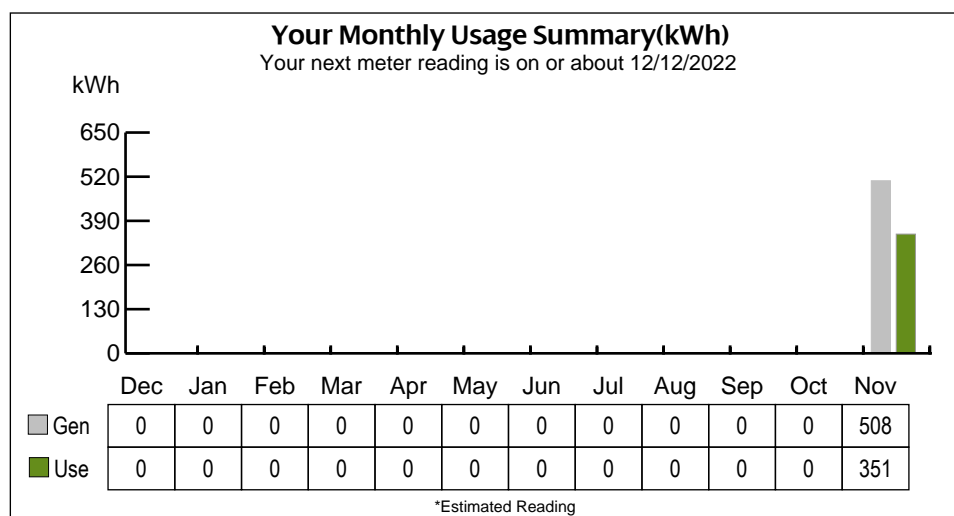 Your Monthly Usage Summary(kWh)
Your next meter reading is on or about 12/12/2022
kWh
650
520
390
260
130
0
Dec Jan Feb Mar Apr May Jun Jul Aug Sep Oct Nov
Gen 0 0 0 0 0 0 0 0 0 0 0 508
Use 0 0 0 0 0 0 0 0 0 0 0 351
*Estimated Reading